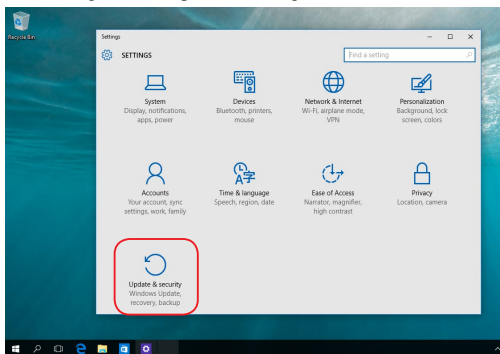 Recycle Bin
Settings
SETTINGS
Find a setting
System
Display, notifications,
apps, power
Devices
Bluetooth, printers,
mouse
Network & Internet
Wi-Fi, airplane mode,
VPN
Personalization
Background, lock
screen, colors
Accounts
Your account, sync
settings, work, family
Time & language
Speech, region, date
Ease of Access
Narrator, magnifier,
high contrast
Privacy
Location, camera
Update & security
Windows Update,
recovery, backup